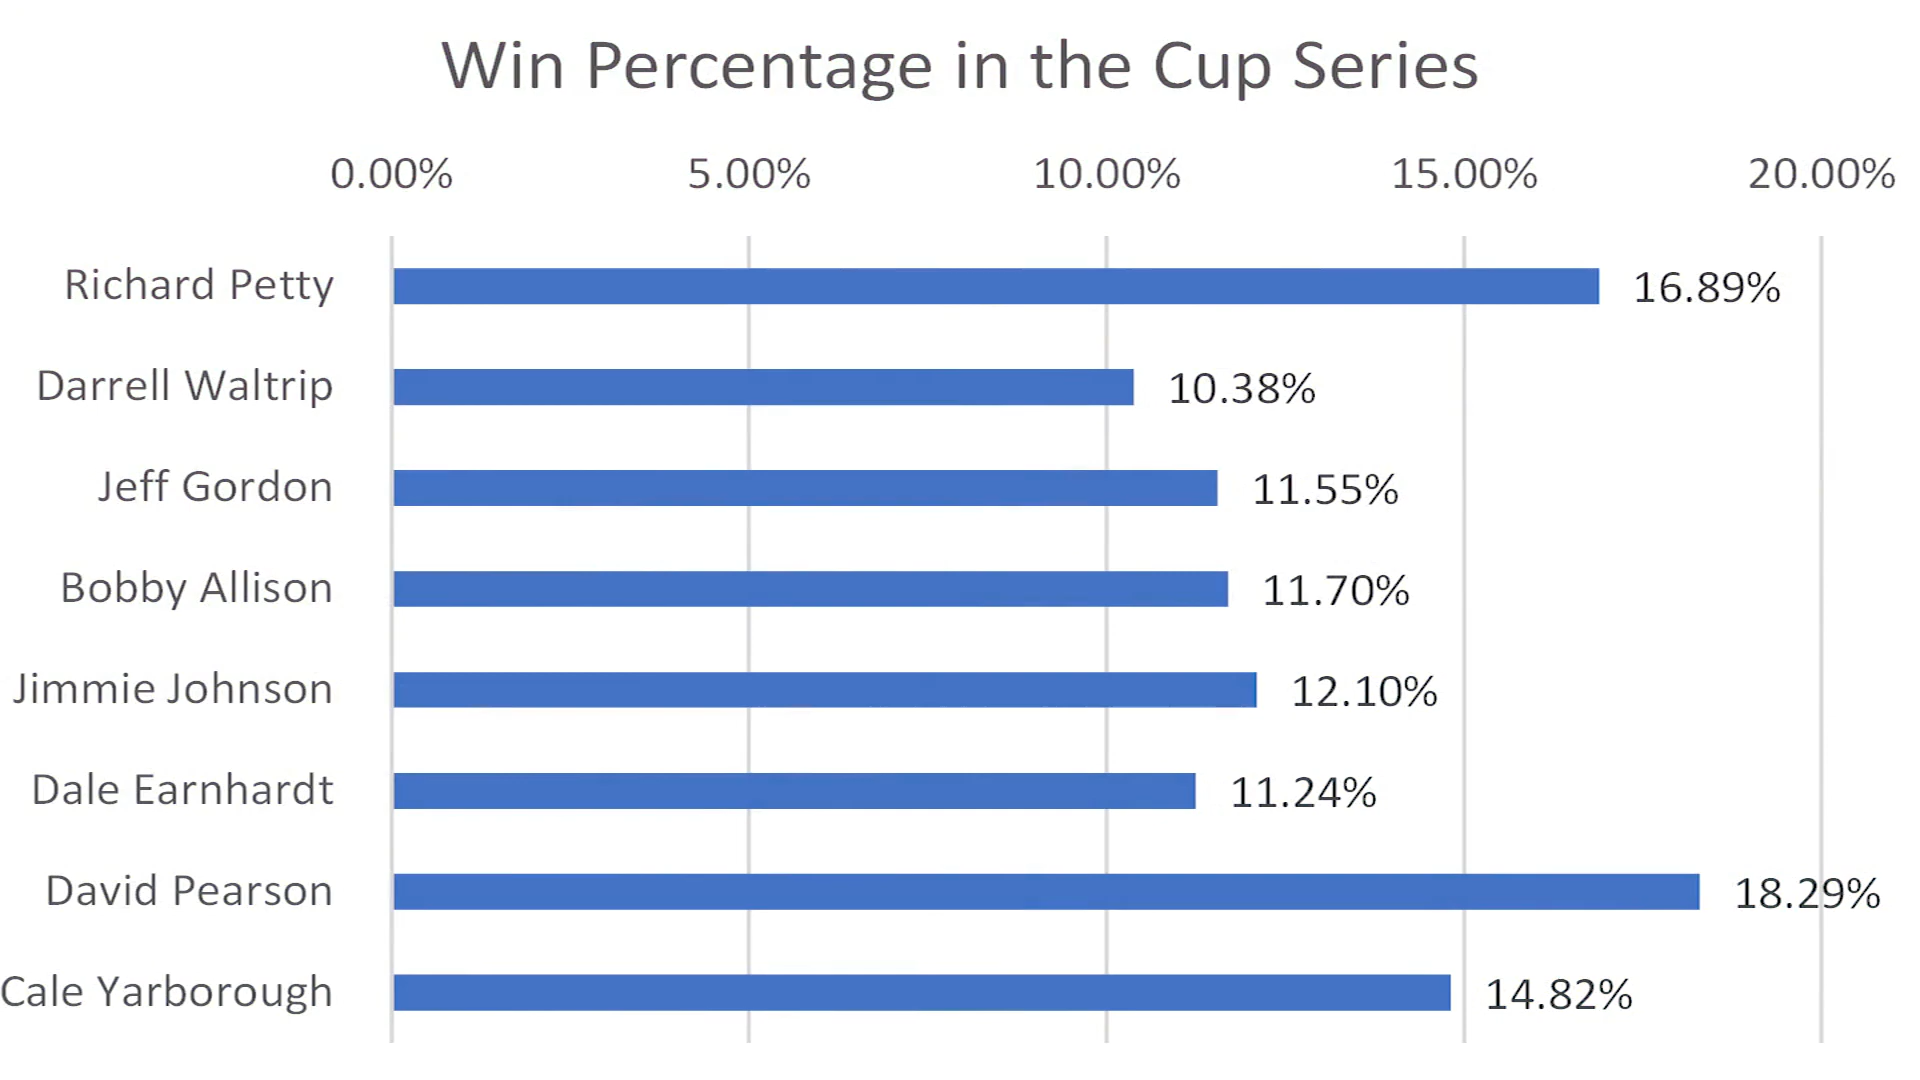 Win Percentage in the Cup Series
0.00% 5.00% 10.00% 15.00% 20.00%
Richard Petty 16.89%
Darrell Waltrip 10.38%
Jeff Gordon 11.55%
Bobby Allison 11.70%
Jimmie Johnson 12.10%
Dale Earnhardt 11.24%
David Pearson 18.29%
Cale Yarborough 14.82%